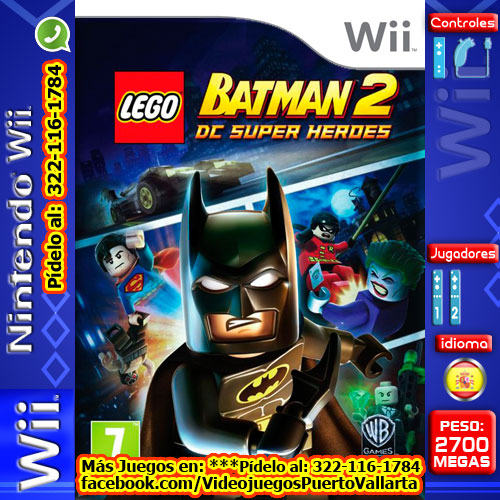 Nintendo Wii
Pídelo al: 322-116-1784
Wii
Wii
LEGO
BATMAN 2
DC SUPER HEROES
7
WB
GAMES
Controles
Wii
Jugadores
1 2
idioma
PESO:
2700
MEGAS
Más Juegos en: ***Pídelo al: 322-116-1784
facebook.com/VideojuegosPuertoVallarta